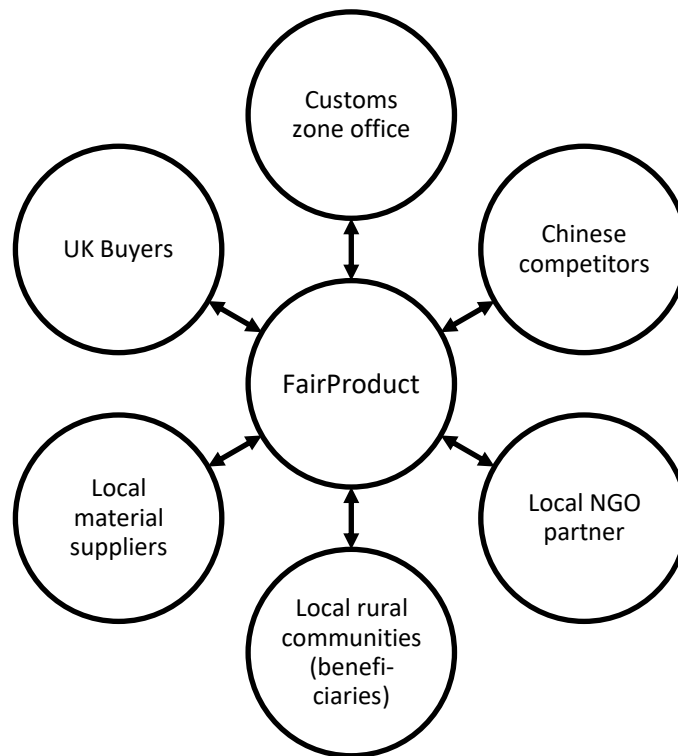 Customs
zone office
UK Buyers
Chinese
competitors
FairProduct
Local
material
suppliers
Local NGO
partner
Local rural
communities
(benefi-
ciaries)